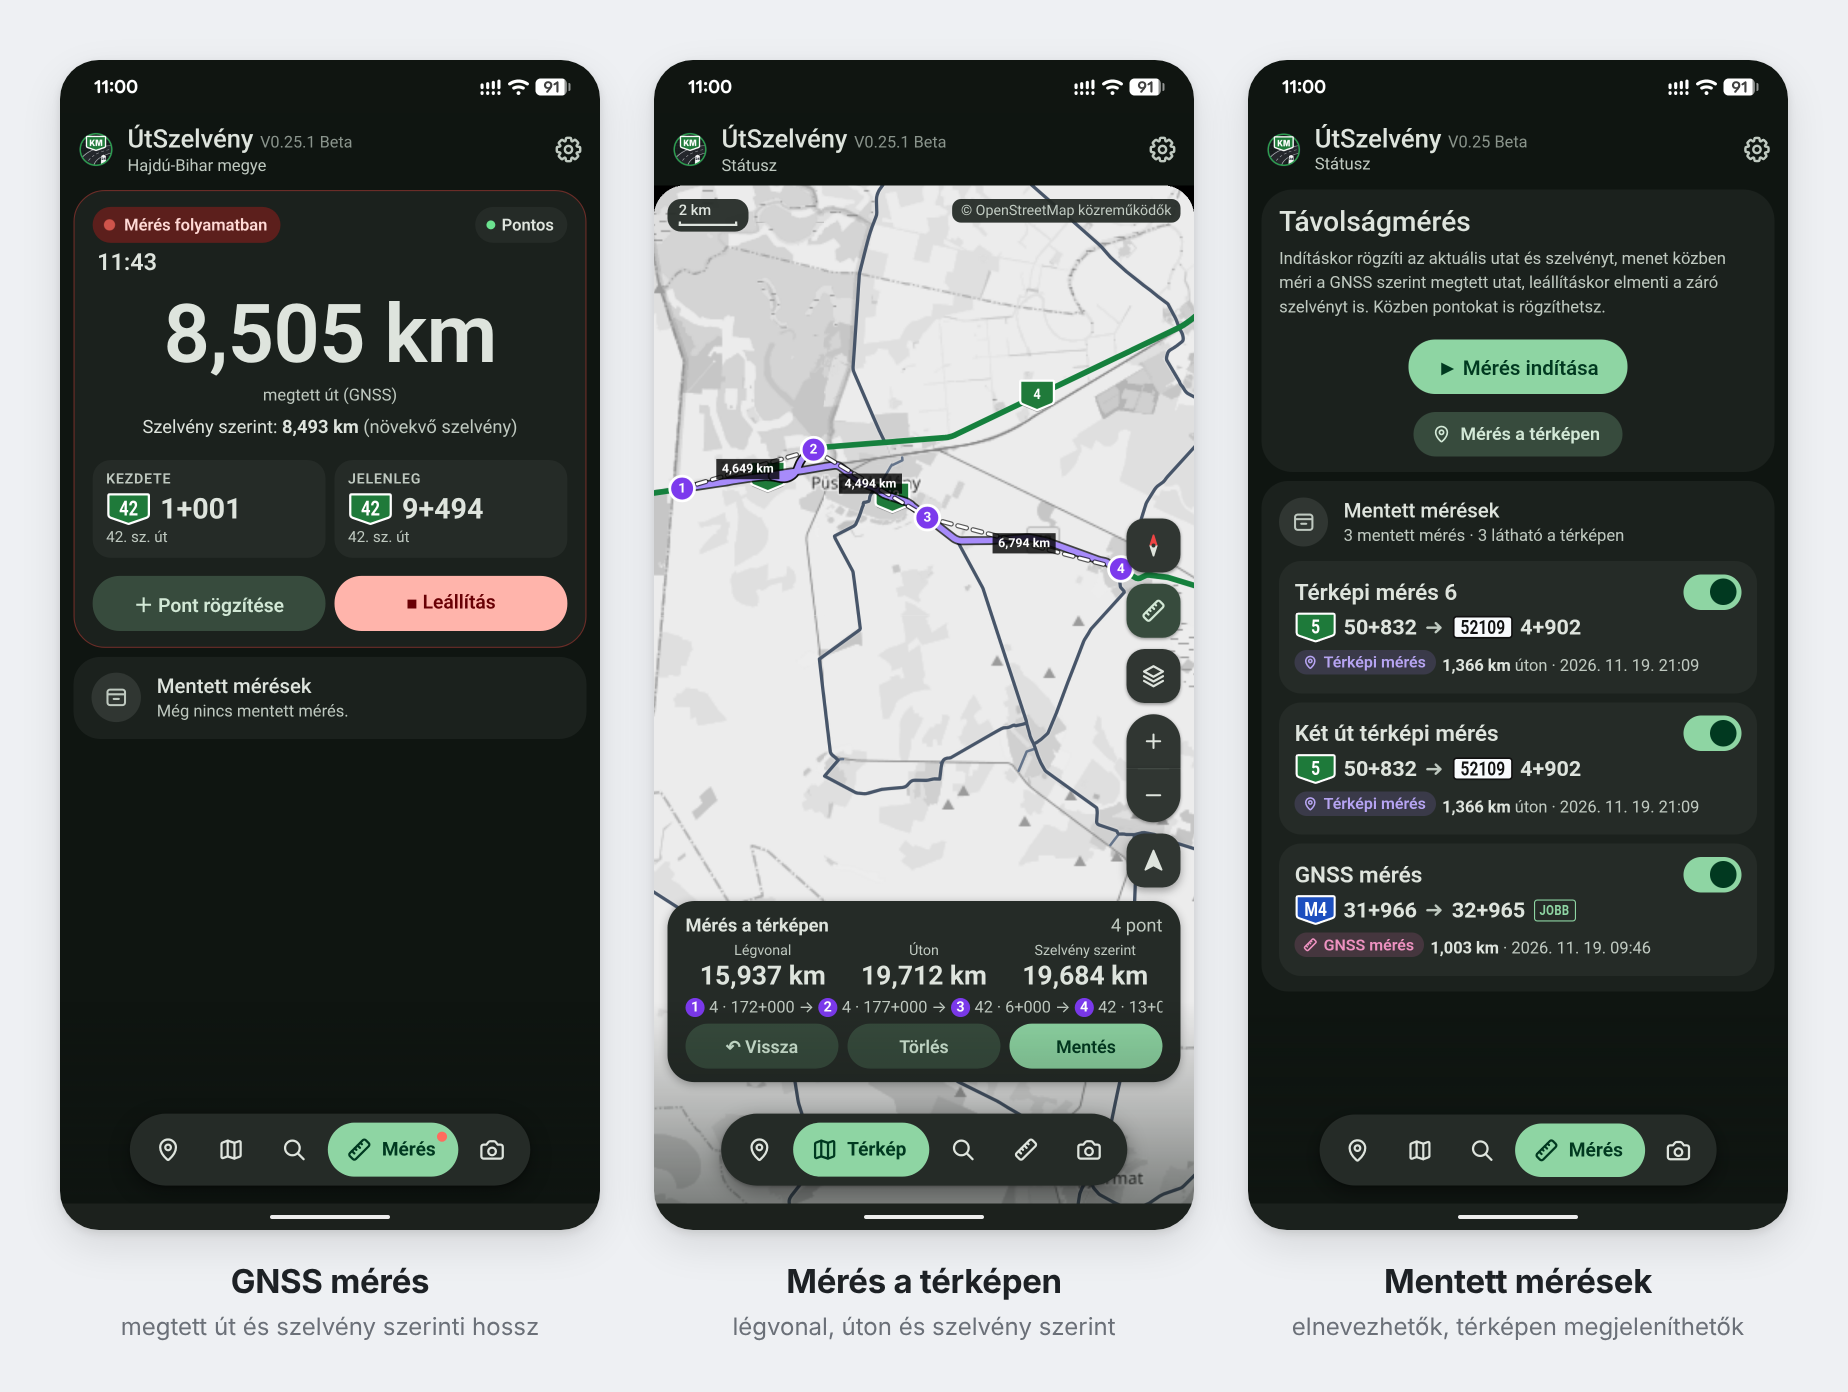 11:00
91
KM
ÚtSzelvény V0.25.1 Beta
Hajdú-Bihar megye
Mérés folyamatban
Pontos
11:43
8,505 km
megtett út (GNSS)
Szelvény szerint: 8,493 km (növekvő szelvény)
KEZDETE
42 1+001
42. sz. út
JELENLEG
42 9+494
42. sz. út
+ Pont rögzítése
■ Leállítás
Mentett mérések
Még nincs mentett mérés.
Mérés
GNSS mérés
megtett út és szelvény szerinti hossz
11:00
91
KM
ÚtSzelvény V0.25.1 Beta
Státusz
2 km
© OpenStreetMap közreműködők
4
2
4,649 km
1
4,494 km
3
6,794 km
4
Mérés a térképen
4 pont
Légvonal
15,937 km
Úton
19,712 km
Szelvény szerint
19,684 km
1 4 · 172+000 → 2 4 · 177+000 → 3 42 · 6+000 → 4 42 · 13+0
↶ Vissza
Törlés
Mentés
Térkép
Mérés a térképen
légvonal, úton és szelvény szerint
11:00
91
KM
ÚtSzelvény V0.25 Beta
Státusz
Távolságmérés
Indításkor rögzíti az aktuális utat és szelvényt, menet közben
méri a GNSS szerint megtett utat, leállításkor elmenti a záró
szelvényt is. Közben pontokat is rögzíthetsz.
▶ Mérés indítása
Mérés a térképen
Mentett mérések
3 mentett mérés · 3 látható a térképen
Térképi mérés 6
5 50+832 → 52109 4+902
Térképi mérés 1,366 km úton · 2026. 11. 19. 21:09
Két út térképi mérés
5 50+832 → 52109 4+902
Térképi mérés 1,366 km úton · 2026. 11. 19. 21:09
GNSS mérés
M4 31+966 → 32+965 JOBB
GNSS mérés 1,003 km · 2026. 11. 19. 09:46
Mérés
Mentett mérések
elnevezhetők, térképen megjeleníthetők